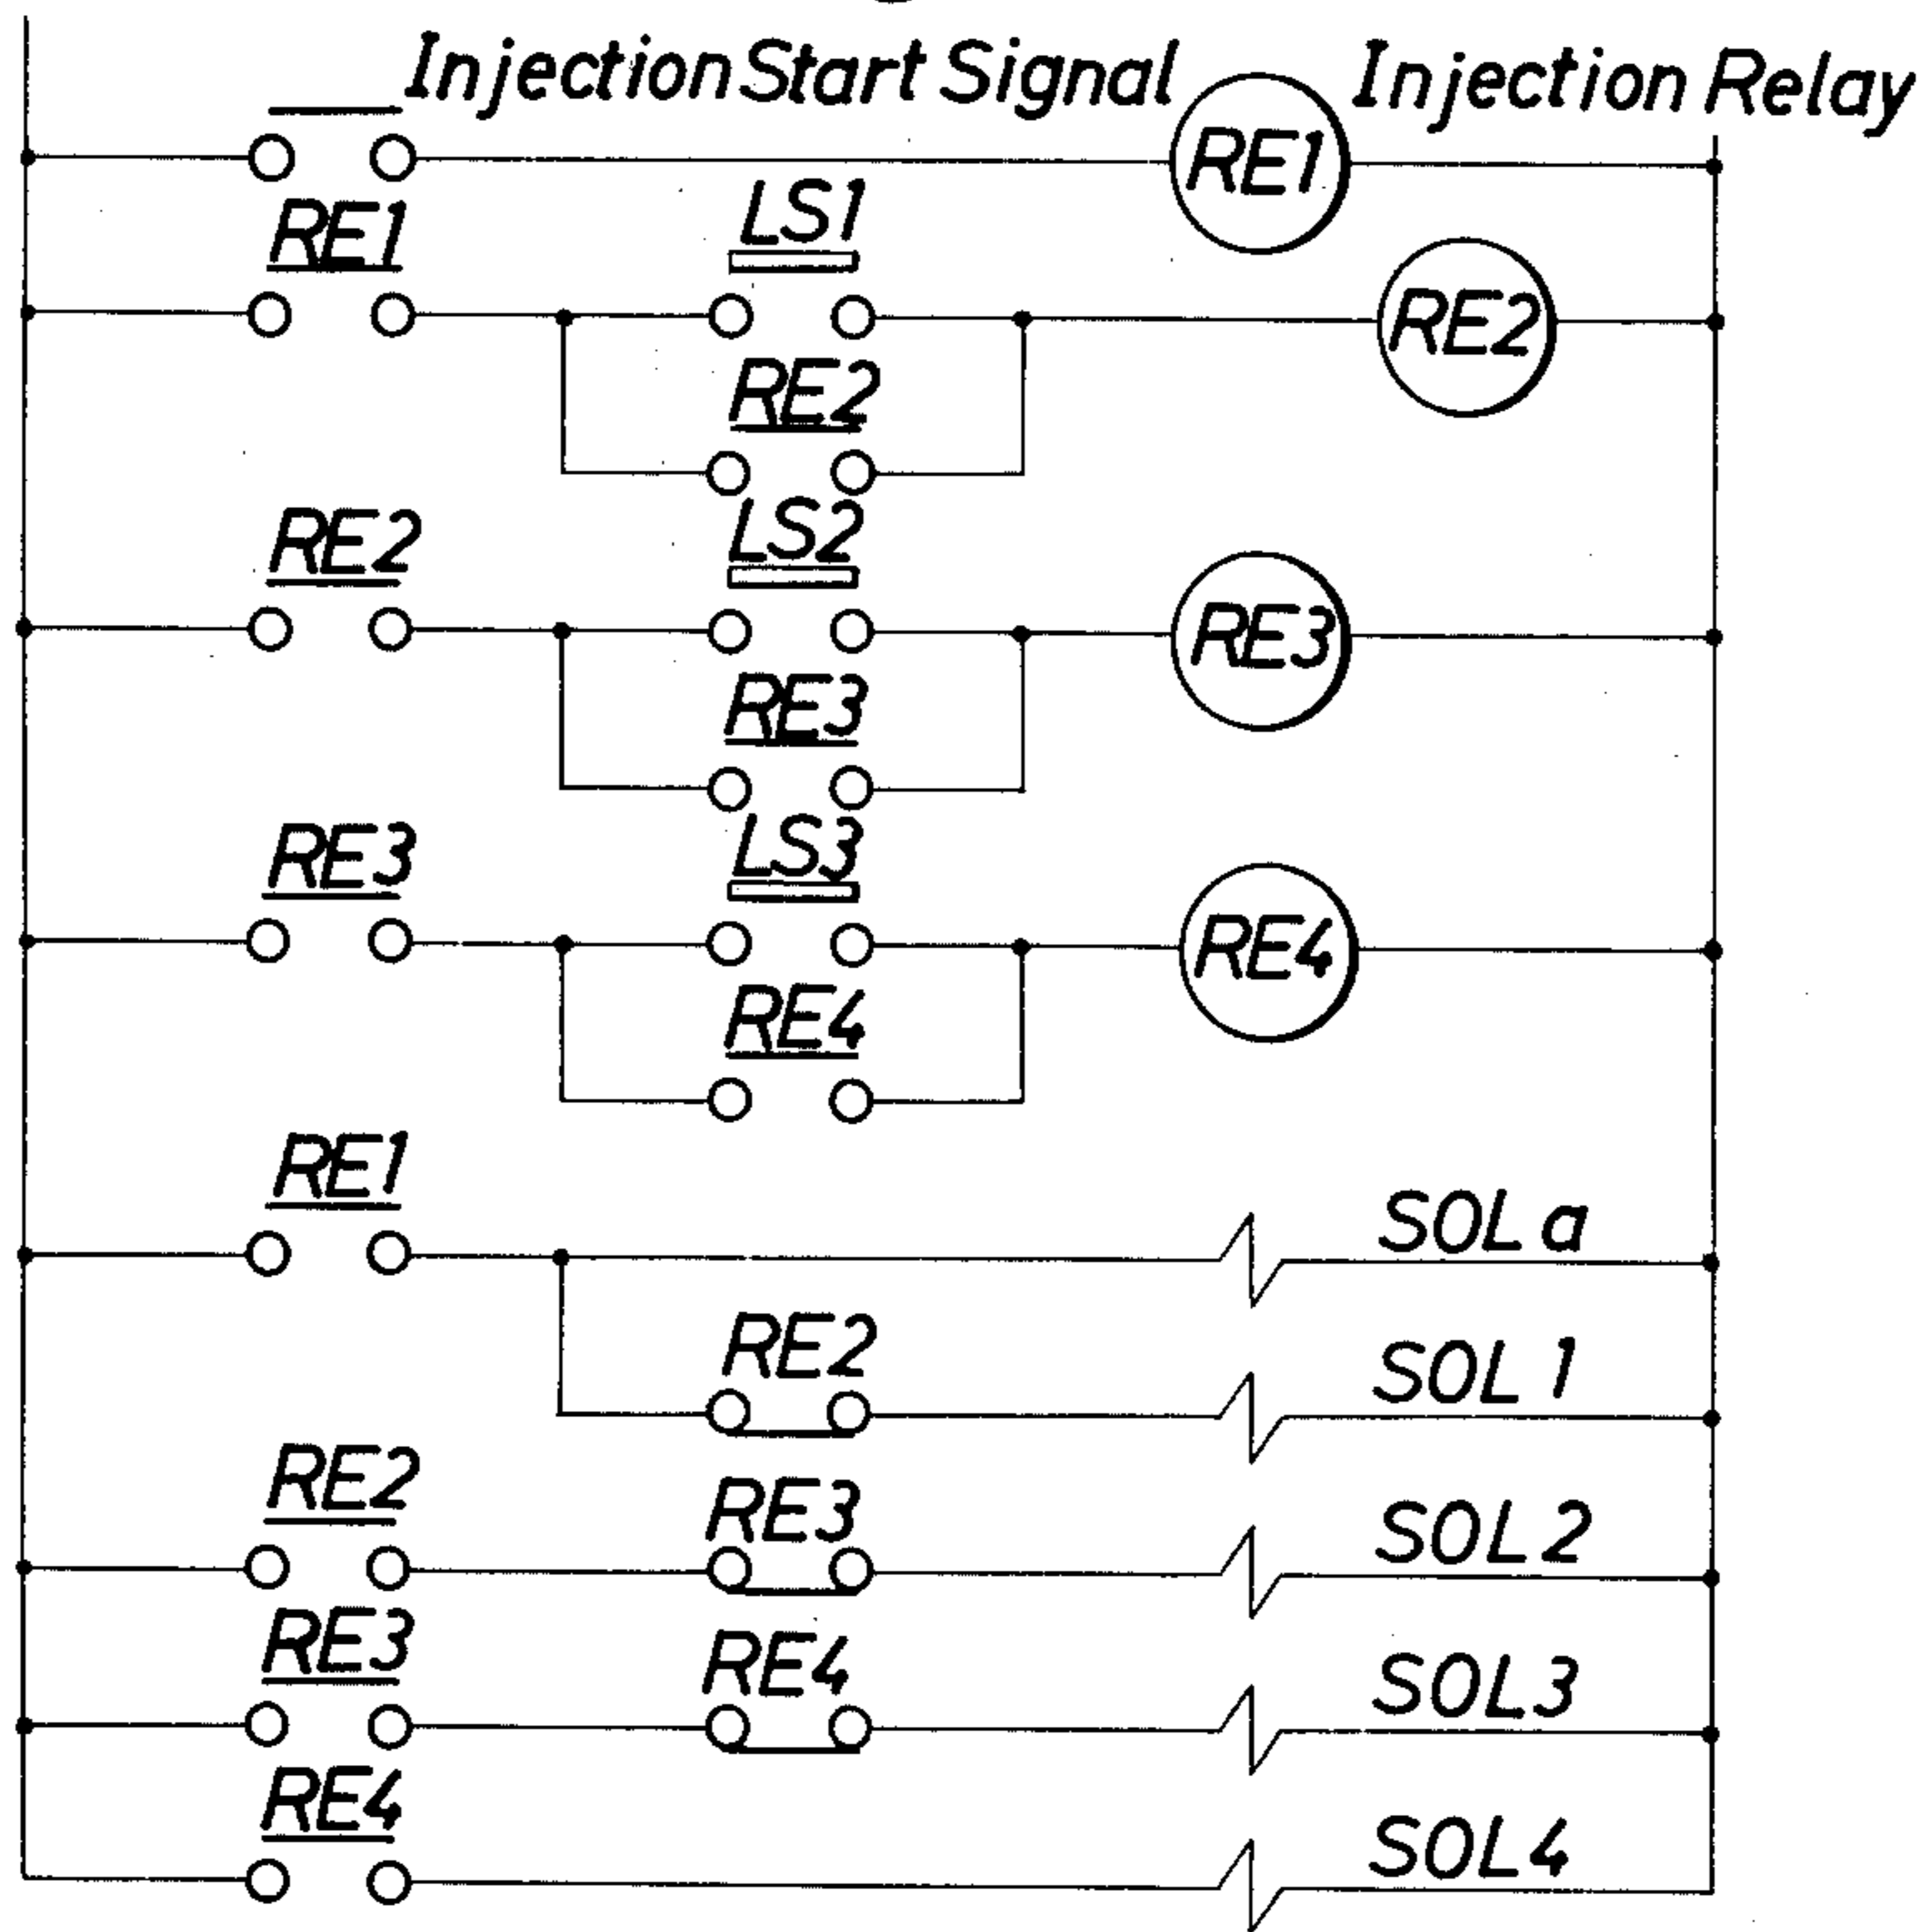 Injection Start Signal
Injection Relay
RE1
RE1
LS1
RE2
RE2
RE2
LS2
RE3
RE3
RE3
LS3
RE4
RE4
RE1
SOL a
RE2
SOL 1
RE2
RE3
SOL 2
RE3
RE4
SOL3
RE4
SOL4